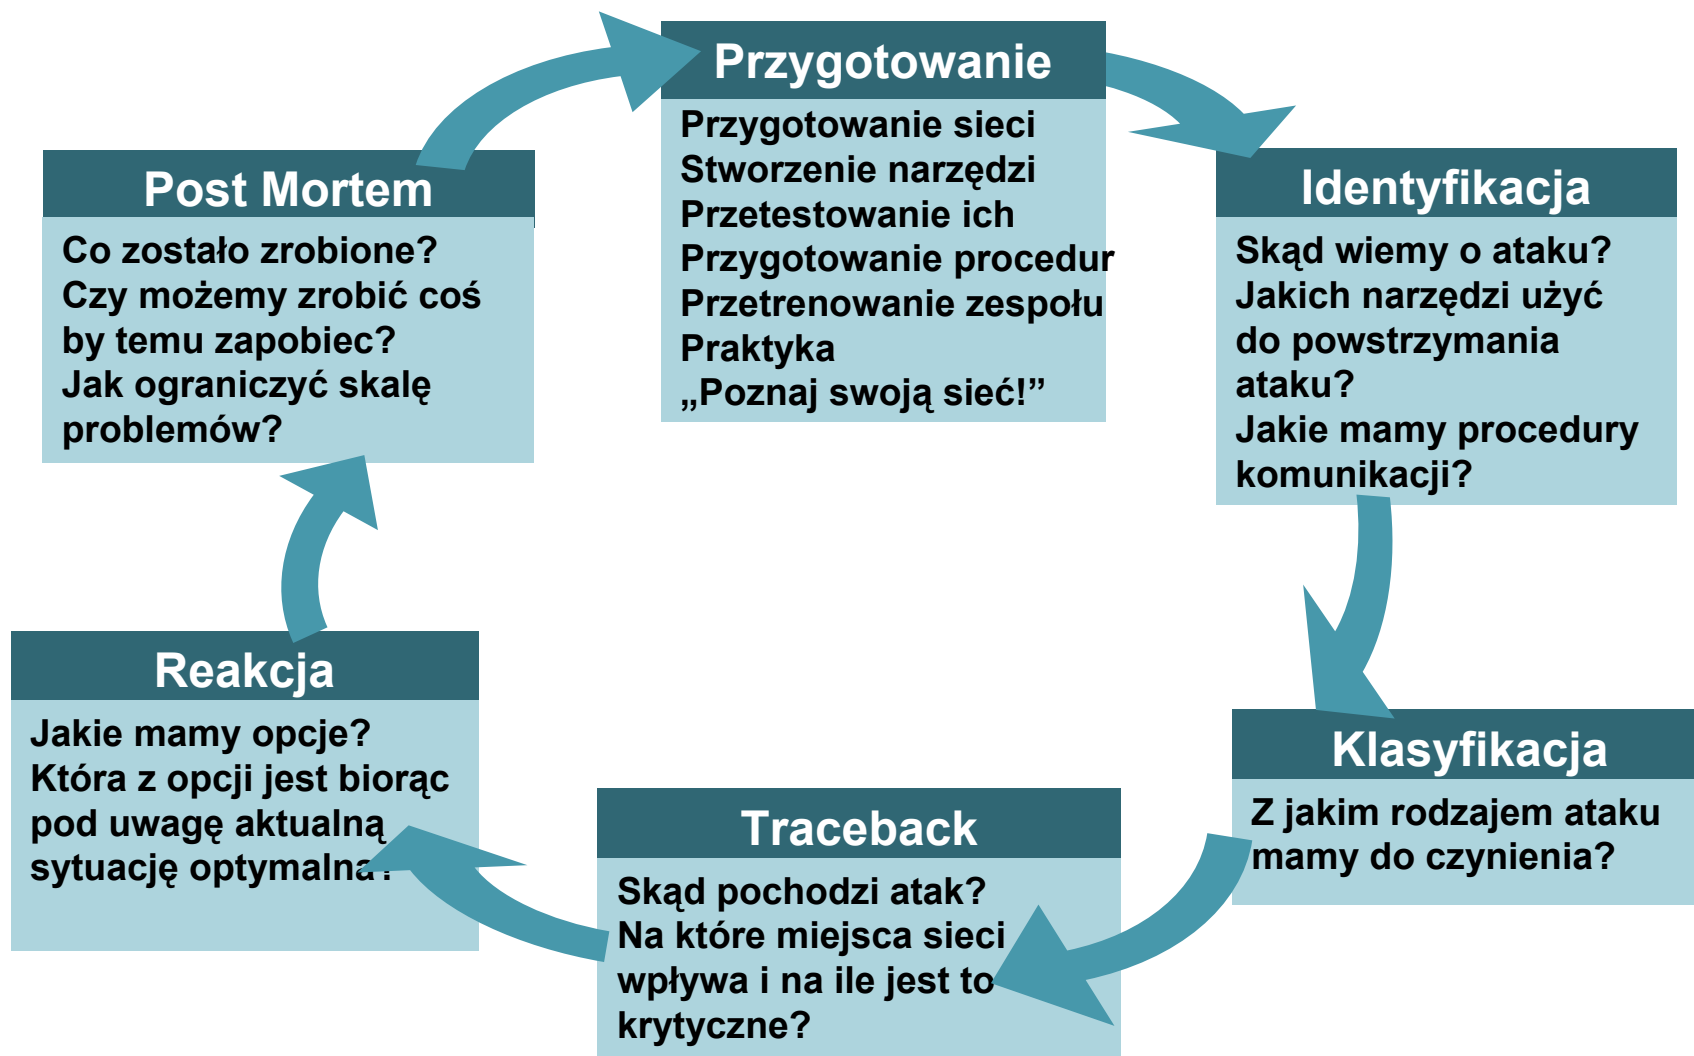 Przygotowanie
Przygotowanie sieci
Stworzenie narzędzi
Przetestowanie ich
Przygotowanie procedur
Przetrenowanie zespołu
Praktyka
„Poznaj swoją sieć!”
Identyfikacja
Skąd wiemy o ataku?
Jakich narzędzi użyć
do powstrzymania
ataku?
Jakie mamy procedury
komunikacji?
Klasyfikacja
Z jakim rodzajem ataku
mamy do czynienia?
Traceback
Skąd pochodzi atak?
Na które miejsca sieci
wpływa i na ile jest to
krytyczne?
Reakcja
Jakie mamy opcje?
Która z opcji jest biorąc
pod uwagę aktualną
sytuację optymalna?
Post Mortem
Co zostało zrobione?
Czy możemy zrobić coś
by temu zapobiec?
Jak ograniczyć skalę
problemów?